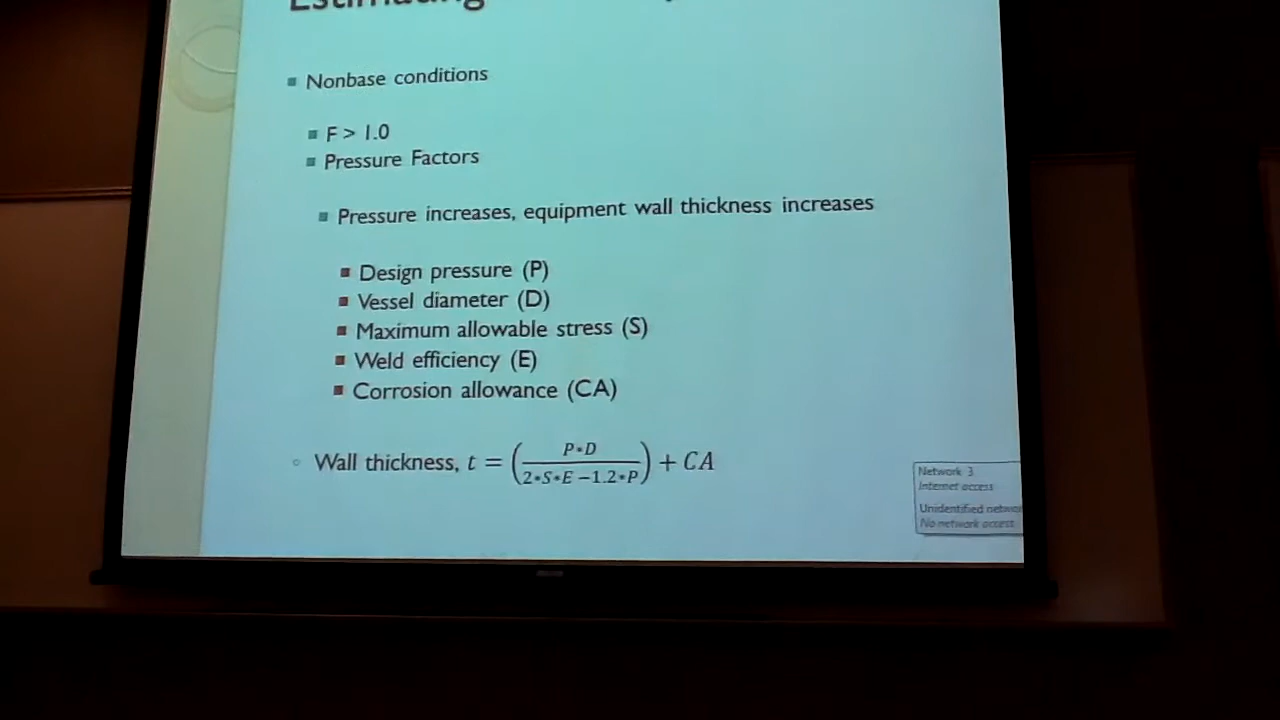 Estimating
Nonbase conditions
F > 1.0
Pressure Factors
Pressure increases, equipment wall thickness increases
Design pressure (P)
Vessel diameter (D)
Maximum allowable stress (S)
Weld efficiency (E)
Corrosion allowance (CA)
Wall thickness, t = (P*D / 2*S*E −1.2*P) + CA
Network 3
Internet access
Unidentified networ
No network access